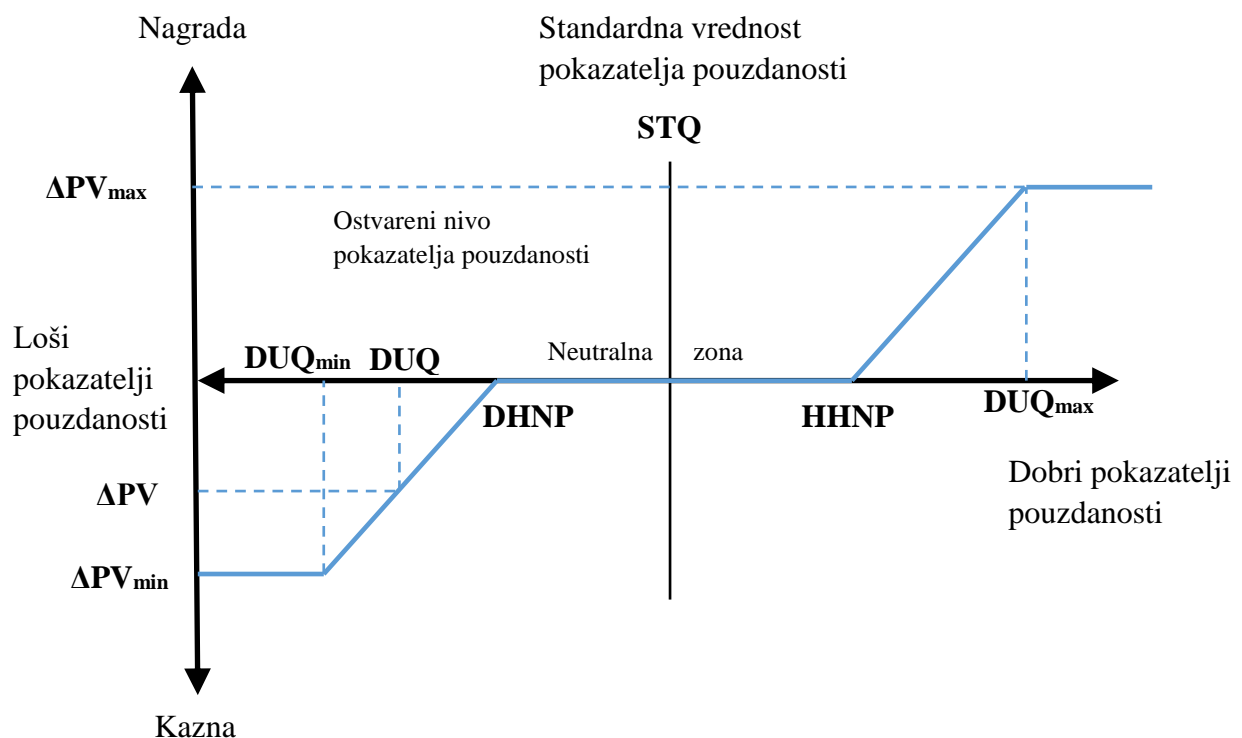 Nagrada
Standardna vrednost
pokazatelja pouzdanosti
STQ
ΔPVmax
Ostvareni nivo
pokazatelja pouzdanosti
Loši
pokazatelji
pouzdanosti
DUQmin
DUQ
Neutralna zona
DHNP
HHNP
DUQmax
ΔPV
Dobri pokazatelji
pouzdanosti
ΔPVmin
Kazna